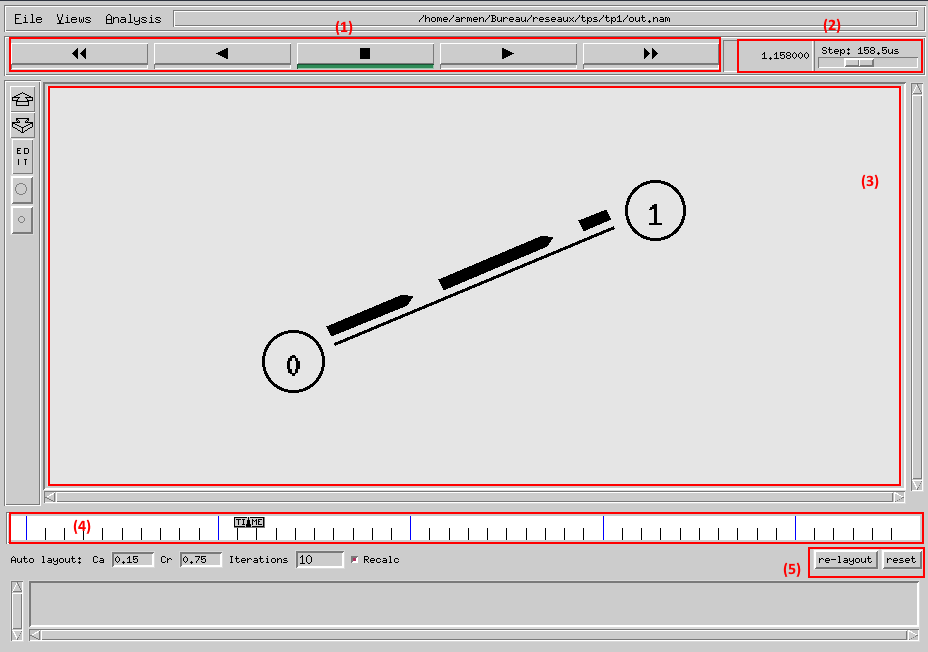 File Views Analysis /home/armen/Bureau/reseaux/tps/tp1/out.nam
(1)
(2)
1.158000 Step: 158.5us
ED
IT
(3)
1
0
TIME
(4)
Auto layout: Ca 0.15 Cr 0.75 Iterations 10 Recalc re-layout reset
(5)